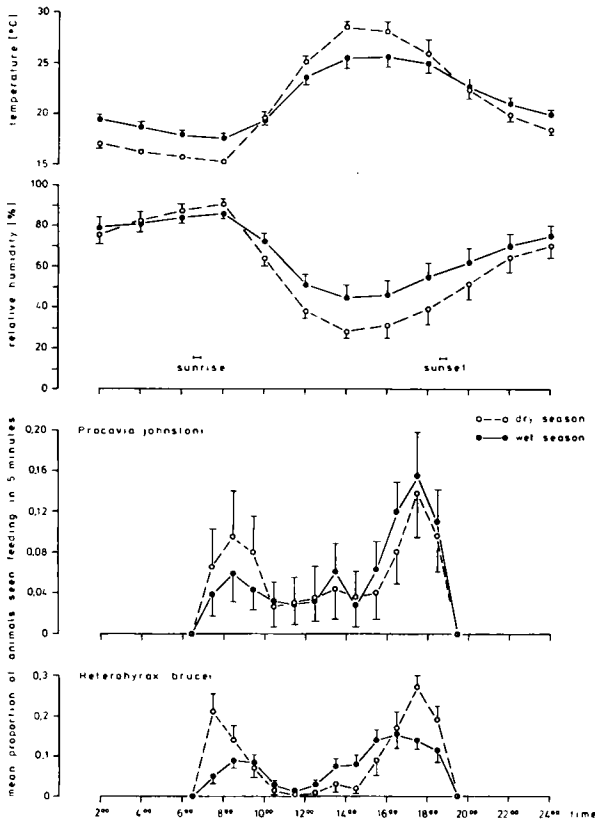 temperature [°C]
30
25
20
15
relative humidity [%]
100
80
60
40
20
0
sunrise
sunset
mean proportion of animals seen feeding in 5 minutes
Procavia johnstoni
dry season
wet season
0,20
0,16
0,12
0,08
0,04
0
Heterohyrax brucei
0,3
0,2
0,1
0
2⁰⁰ 4⁰⁰ 6⁰⁰ 8⁰⁰ 10⁰⁰ 12⁰⁰ 14⁰⁰ 16⁰⁰ 18⁰⁰ 20⁰⁰ 22⁰⁰ 24⁰⁰ time